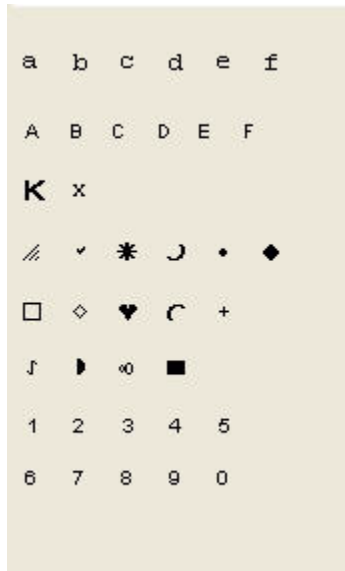 a b c d e f
A B C D E F
K x
✱ • ◆
□ ◇ ♥ +
◗ ■
1 2 3 4 5
6 7 8 9 0